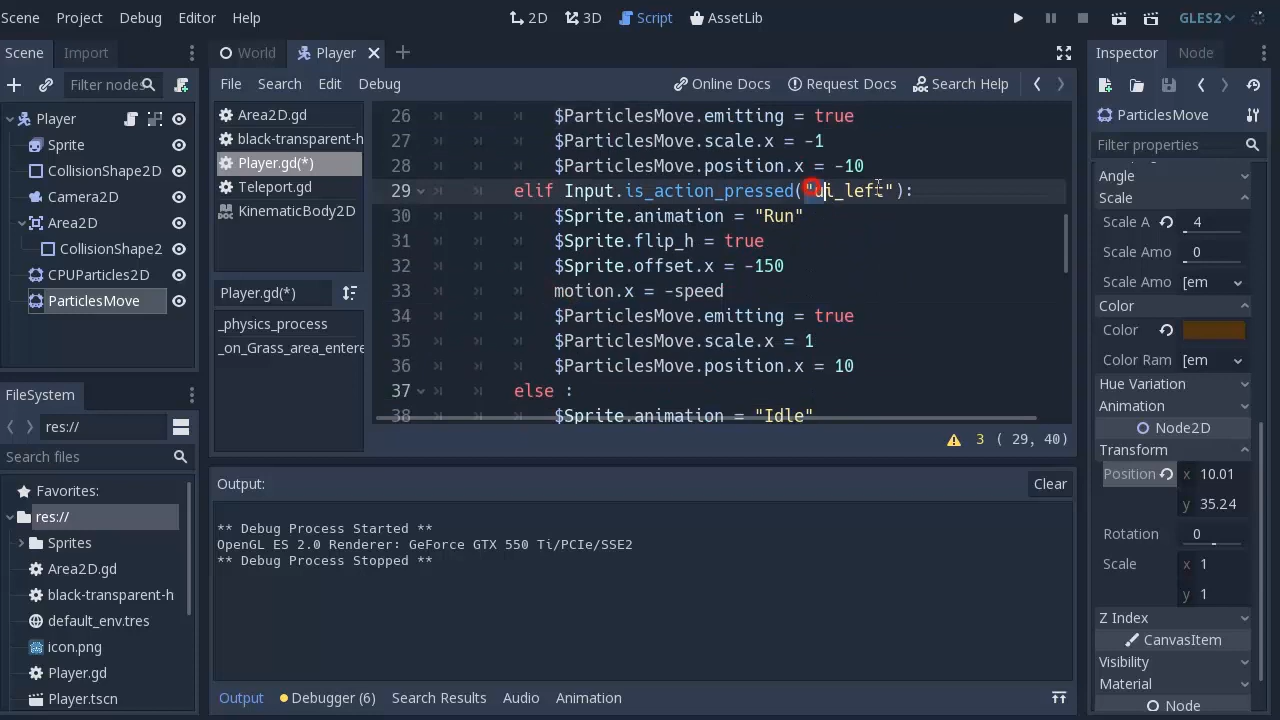 Scene Project Debug Editor Help
2D 3D Script AssetLib
GLES2
Scene Import
Filter nodes
Player
Sprite
CollisionShape2D
Camera2D
Area2D
CollisionShape2
CPUParticles2D
ParticlesMove
FileSystem
res://
Search files
Favorites:
res://
Sprites
Area2D.gd
black-transparent-h
default_env.tres
icon.png
Player.gd
Player.tscn
World Player
File Search Edit Debug
Online Docs Request Docs Search Help
Area2D.gd
black-transparent-h
Player.gd(*)
Teleport.gd
KinematicBody2D
Player.gd(*)
_physics_process
_on_Grass_area_entere
26 $ParticlesMove.emitting = true
27 $ParticlesMove.scale.x = -1
28 $ParticlesMove.position.x = -10
29 elif Input.is_action_pressed("ui_left"):
30 $Sprite.animation = "Run"
31 $Sprite.flip_h = true
32 $Sprite.offset.x = -150
33 motion.x = -speed
34 $ParticlesMove.emitting = true
35 $ParticlesMove.scale.x = 1
36 $ParticlesMove.position.x = 10
37 else :
38 $Sprite.animation = "Idle"
3 ( 29, 40)
Output:
Clear
** Debug Process Started **
OpenGL ES 2.0 Renderer: GeForce GTX 550 Ti/PCIe/SSE2
** Debug Process Stopped **
Output Debugger (6) Search Results Audio Animation
Inspector Node
ParticlesMove
Filter properties
Angle
Scale
Scale A 4
Scale Amo 0
Scale Amo [em
Color
Color
Color Ram [em
Hue Variation
Animation
Node2D
Transform
Position x 10.01
y 35.24
Rotation 0
Scale x 1
y 1
Z Index
CanvasItem
Visibility
Material
Node